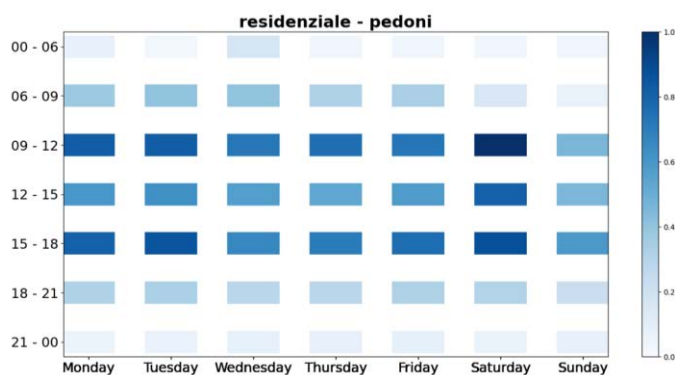 residenziale - pedoni
00 - 06
06 - 09
09 - 12
12 - 15
15 - 18
18 - 21
21 - 00
Monday Tuesday Wednesday Thursday Friday Saturday Sunday
1.0
0.8
0.6
0.4
0.2
0.0